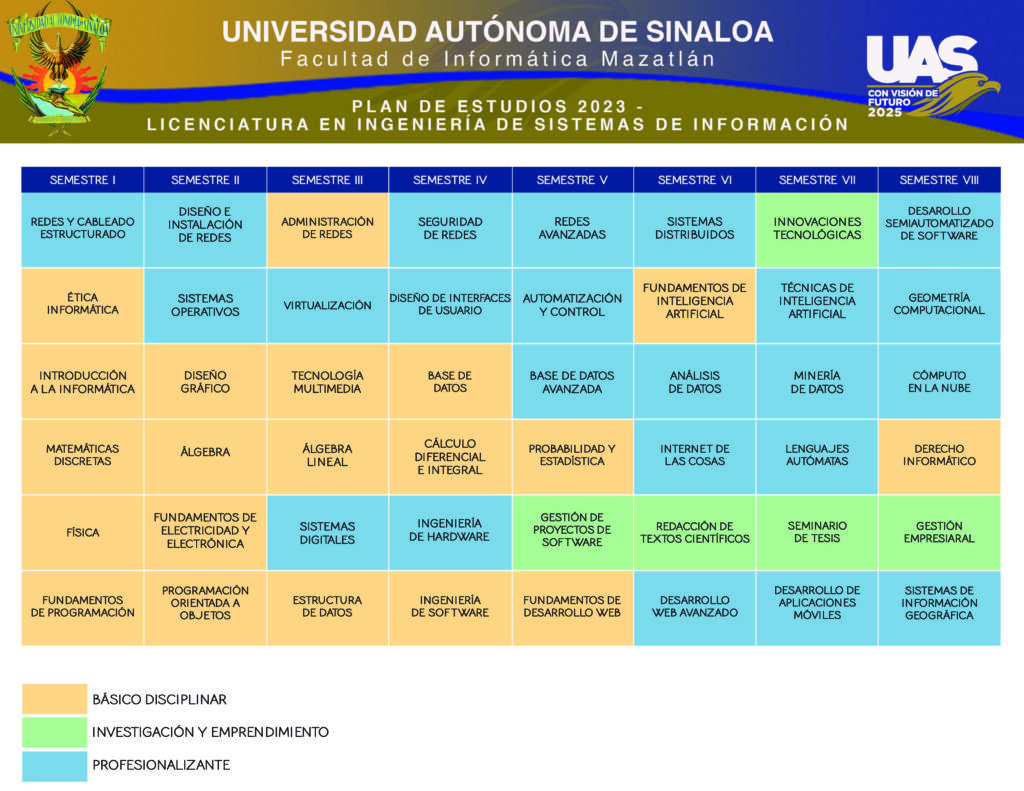 UNIVERSIDAD AUTÓNOMA DE SINALOA
UNIVERSIDAD AUTÓNOMA DE SINALOA
Facultad de Informática Mazatlán
UAS
CON VISIÓN DE
FUTURO
2025
PLAN DE ESTUDIOS 2023 -
LICENCIATURA EN INGENIERÍA DE SISTEMAS DE INFORMACIÓN
SEMESTRE I
SEMESTRE II
SEMESTRE III
SEMESTRE IV
SEMESTRE V
SEMESTRE VI
SEMESTRE VII
SEMESTRE VIII
REDES Y CABLEADO
ESTRUCTURADO
DISEÑO E
INSTALACIÓN
DE REDES
ADMINISTRACIÓN
DE REDES
SEGURIDAD
DE REDES
REDES
AVANZADAS
SISTEMAS
DISTRIBUIDOS
INNOVACIONES
TECNOLÓGICAS
DESAROLLO
SEMIAUTOMATIZADO
DE SOFTWARE
ÉTICA
INFORMÁTICA
SISTEMAS
OPERATIVOS
VIRTUALIZACIÓN
DISEÑO DE INTERFACES
DE USUARIO
AUTOMATIZACIÓN
Y CONTROL
FUNDAMENTOS DE
INTELIGENCIA
ARTIFICIAL
TÉCNICAS DE
INTELIGENCIA
ARTIFICIAL
GEOMETRÍA
COMPUTACIONAL
INTRODUCCIÓN
A LA INFORMÁTICA
DISEÑO
GRÁFICO
TECNOLOGÍA
MULTIMEDIA
BASE DE
DATOS
BASE DE DATOS
AVANZADA
ANÁLISIS
DE DATOS
MINERÍA
DE DATOS
CÓMPUTO
EN LA NUBE
MATEMÁTICAS
DISCRETAS
ÁLGEBRA
ÁLGEBRA
LINEAL
CÁLCULO
DIFERENCIAL
E INTEGRAL
PROBABILIDAD Y
ESTADÍSTICA
INTERNET DE
LAS COSAS
LENGUAJES
AUTÓMATAS
DERECHO
INFORMÁTICO
FÍSICA
FUNDAMENTOS DE
ELECTRICIDAD Y
ELECTRÓNICA
SISTEMAS
DIGITALES
INGENIERÍA
DE HARDWARE
GESTIÓN DE
PROYECTOS DE
SOFTWARE
REDACCIÓN DE
TEXTOS CIENTÍFICOS
SEMINARIO
DE TESIS
GESTIÓN
EMPRESIARAL
FUNDAMENTOS
DE PROGRAMACIÓN
PROGRAMACIÓN
ORIENTADA A
OBJETOS
ESTRUCTURA
DE DATOS
INGENIERÍA
DE SOFTWARE
FUNDAMENTOS DE
DESARROLLO WEB
DESARROLLO
WEB AVANZADO
DESARROLLO DE
APLICACIONES
MÓVILES
SISTEMAS DE
INFORMACIÓN
GEOGRÁFICA
BÁSICO DISCIPLINAR
INVESTIGACIÓN Y EMPRENDIMIENTO
PROFESIONALIZANTE